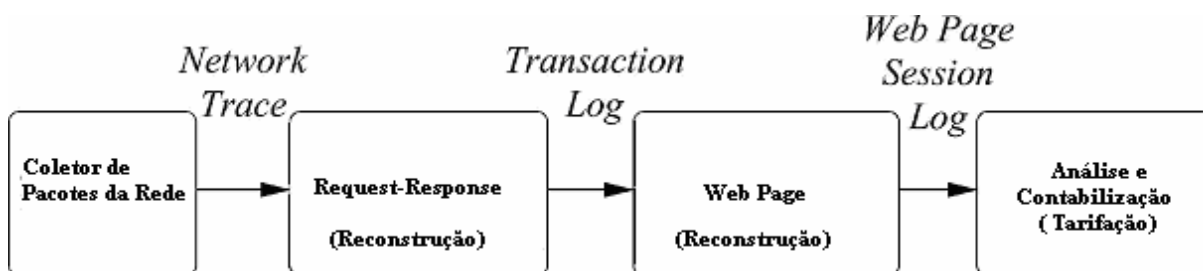 Network
Trace
Transaction
Log
Web Page
Session
Log
Coletor de
Pacotes da Rede
Request-Response
(Reconstrução)
Web Page
(Reconstrução)
Análise e
Contabilização
( Tarifação)